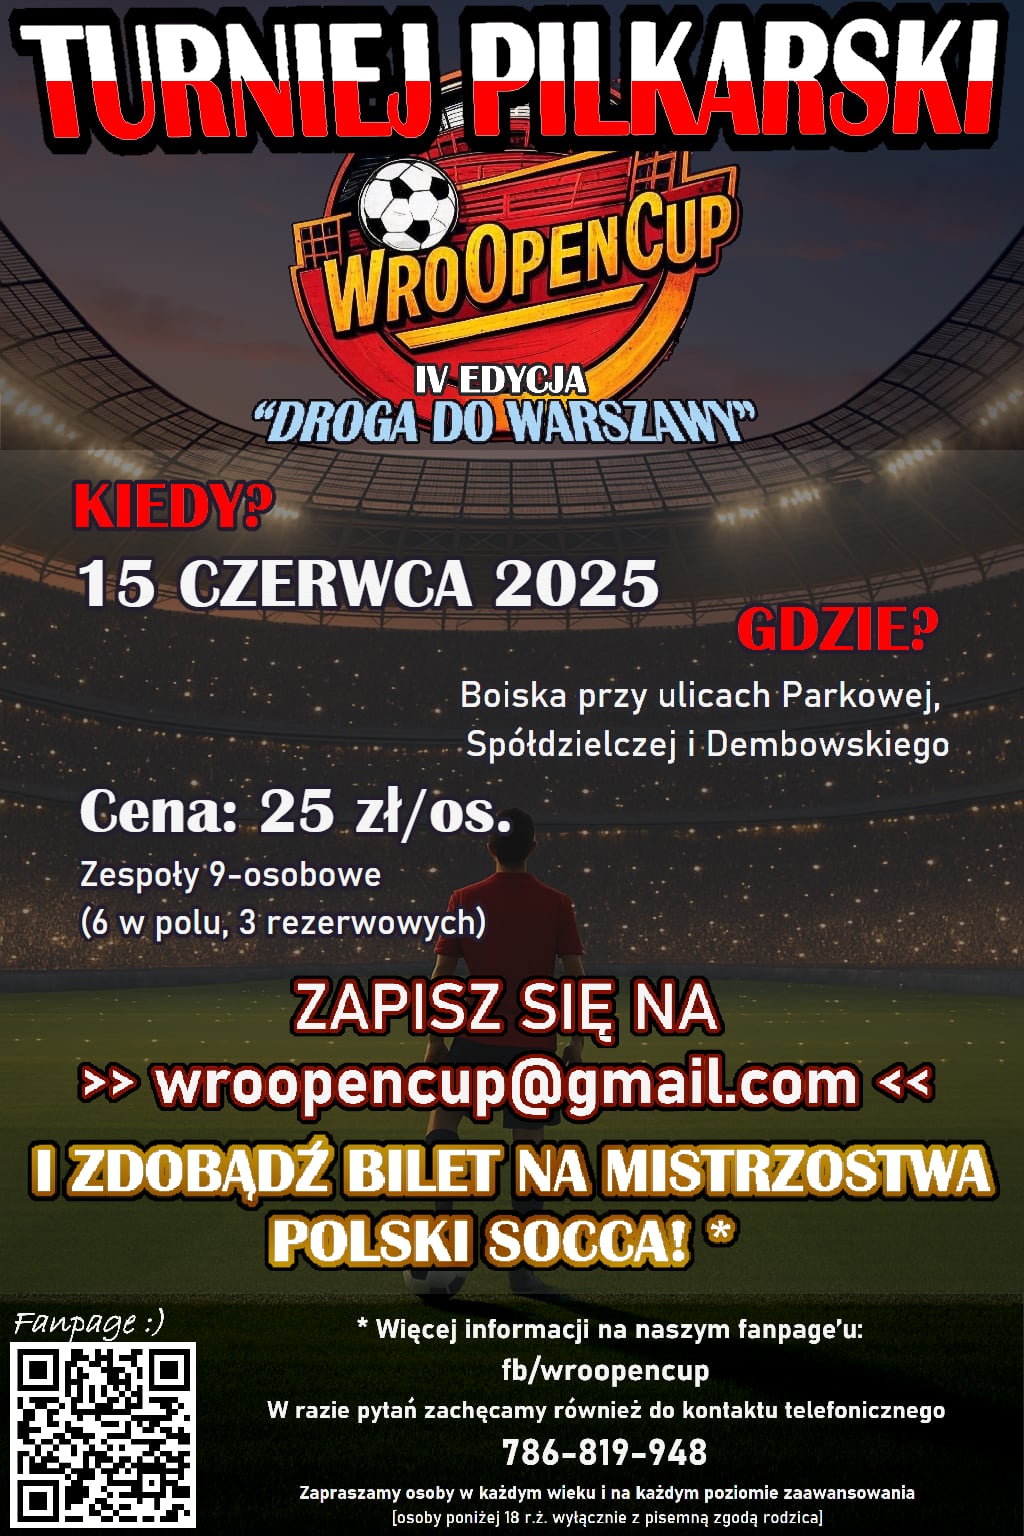 TURNIEJ PILKARSKI
WROOPENCUP
IV EDYCJA
“DROGA DO WARSZAWY”
KIEDY?
15 CZERWCA 2025
GDZIE?
Boiska przy ulicach Parkowej,
Spółdzielczej i Dembowskiego
Cena: 25 zł/os.
Zespoły 9-osobowe
(6 w polu, 3 rezerwowych)
ZAPISZ SIĘ NA
>> wroopencup@gmail.com <<
I ZDOBĄDŹ BILET NA MISTRZOSTWA
POLSKI SOCCA! *
Fanpage :)
* Więcej informacji na naszym fanpage’u:
fb/wroopencup
W razie pytań zachęcamy również do kontaktu telefonicznego
786-819-948
Zapraszamy osoby w każdym wieku i na każdym poziomie zaawansowania
[osoby poniżej 18 r.ż. wyłącznie z pisemną zgodą rodzica]